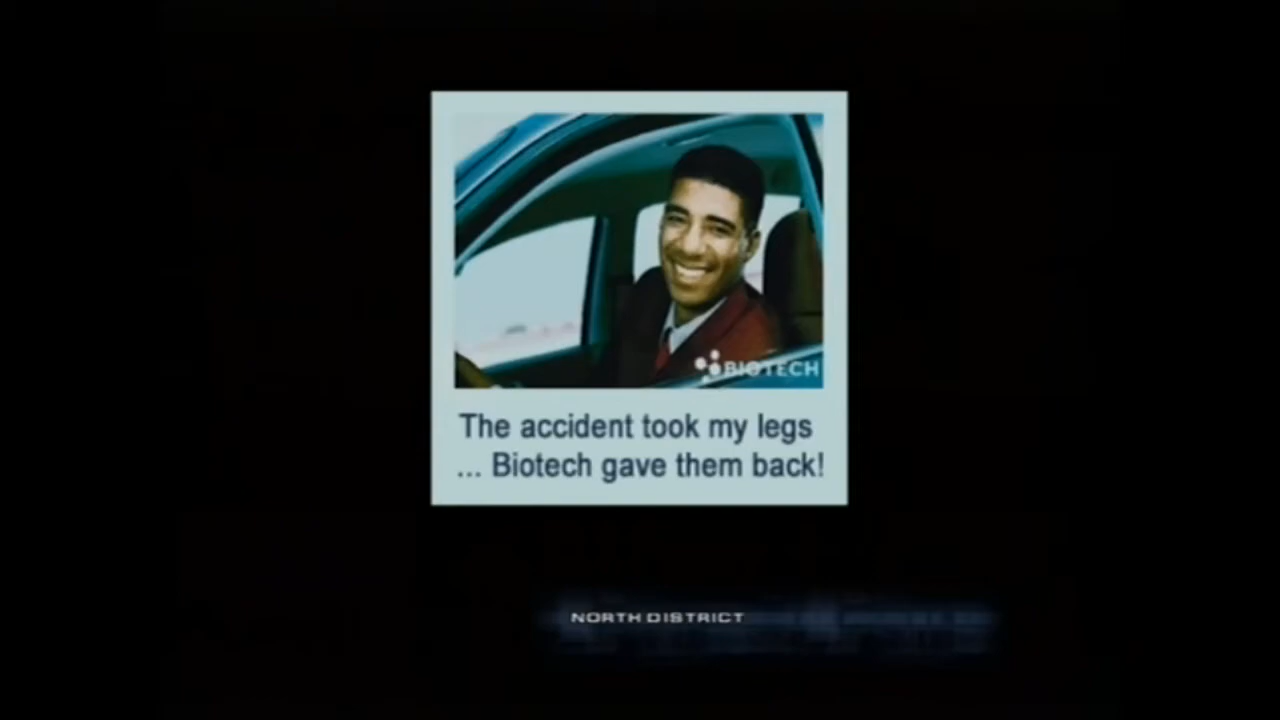 BIOTECH
The accident took my legs
... Biotech gave them back!
NORTH DISTRICT